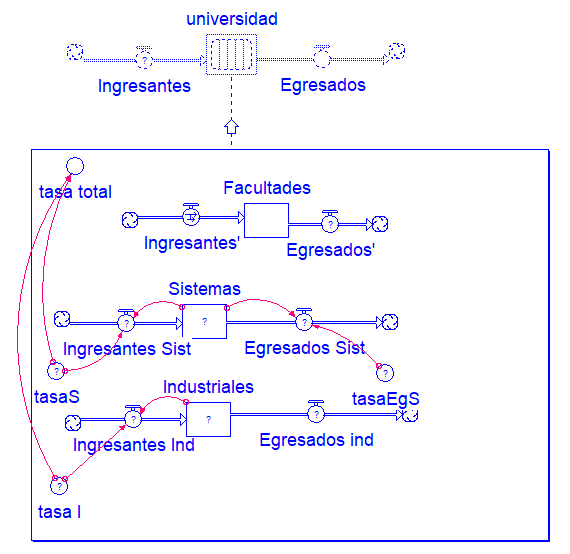 universidad
Ingresantes
?
Egresados
tasa total
Facultades
Ingresantes'
Egresados'
?
Sistemas
?
?
?
Ingresantes Sist
Egresados Sist
?
?
tasaS
tasaEgS
Industriales
?
?
?
Ingresantes Ind
Egresados ind
?
tasa I